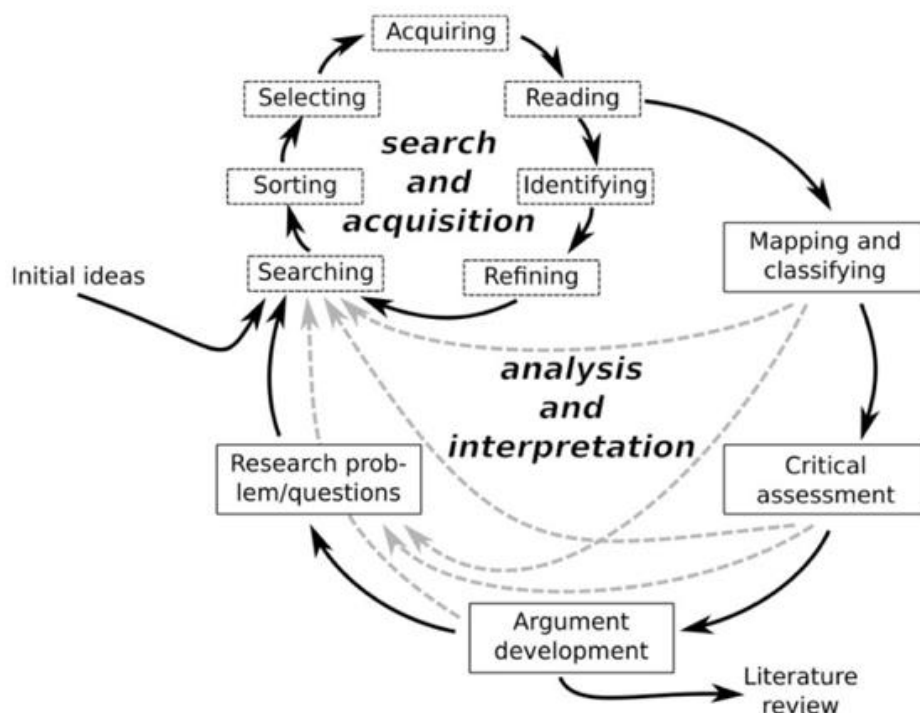 Acquiring
Selecting
Reading
search
and
acquisition
Sorting
Identifying
Initial ideas
Searching
Refining
Mapping and
classifying
analysis
and
interpretation
Research prob-
lem/questions
Critical
assessment
Argument
development
Literature
review